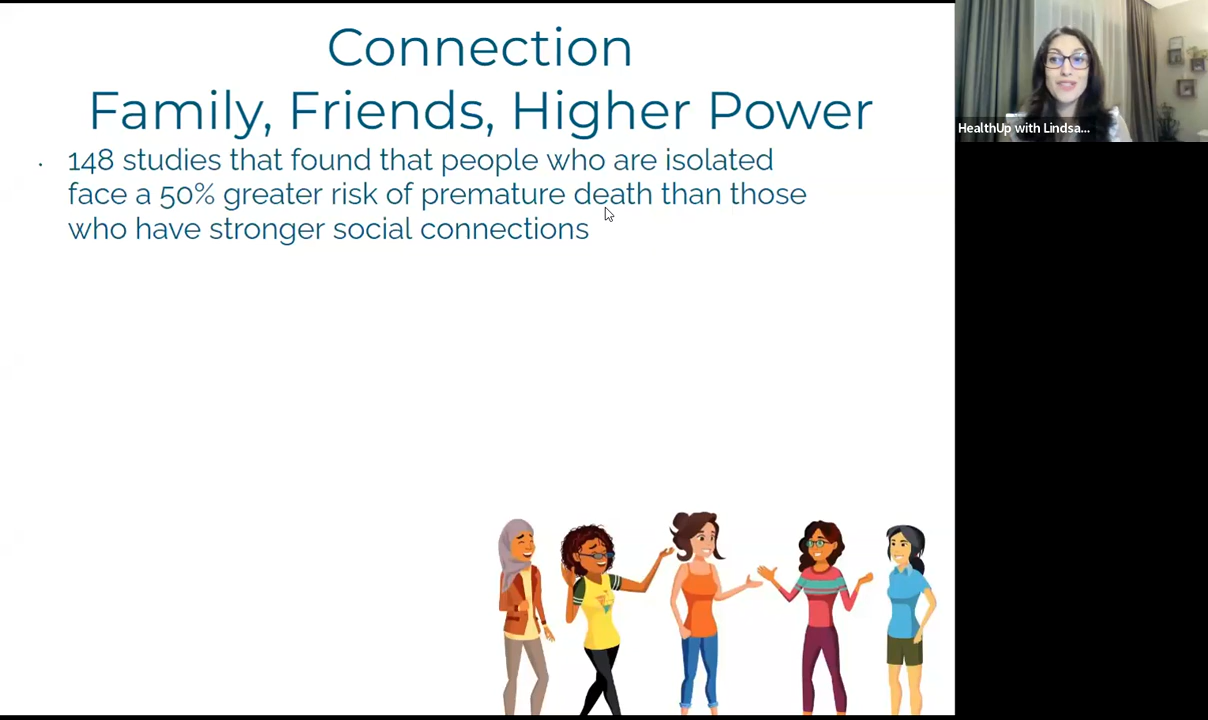 Connection
Family, Friends, Higher Power
· 148 studies that found that people who are isolated
face a 50% greater risk of premature death than those
who have stronger social connections
HealthUp with Lindsa...